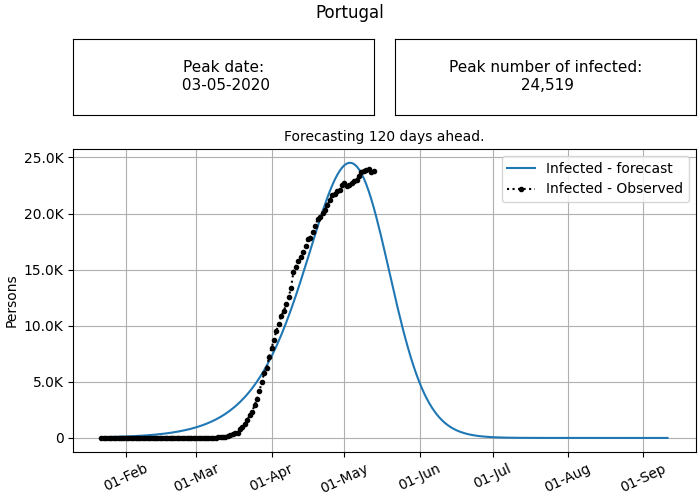 Portugal
Peak date:
03-05-2020
Peak number of infected:
24,519
Forecasting 120 days ahead.
Infected - forecast
Infected - Observed
Persons
25.0K
20.0K
15.0K
10.0K
5.0K
0
01-Feb
01-Mar
01-Apr
01-May
01-Jun
01-Jul
01-Aug
01-Sep